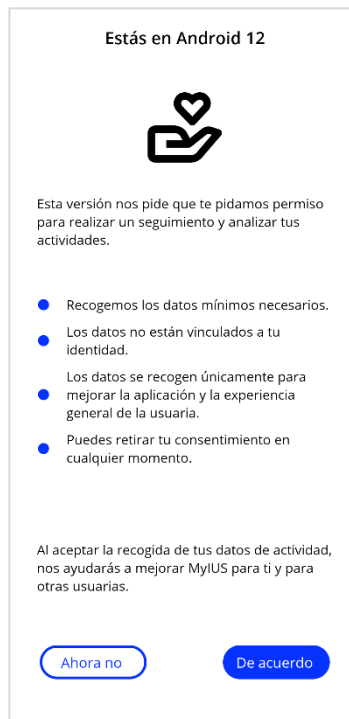 Estás en Android 12
Esta versión nos pide que te pidamos permiso
para realizar un seguimiento y analizar tus
actividades.
Recogemos los datos mínimos necesarios.
Los datos no están vinculados a tu
identidad.
Los datos se recogen únicamente para
mejorar la aplicación y la experiencia
general de la usuaria.
Puedes retirar tu consentimiento en
cualquier momento.
Al aceptar la recogida de tus datos de actividad,
nos ayudarás a mejorar MyIUS para ti y para
otras usuarias.
Ahora no
De acuerdo